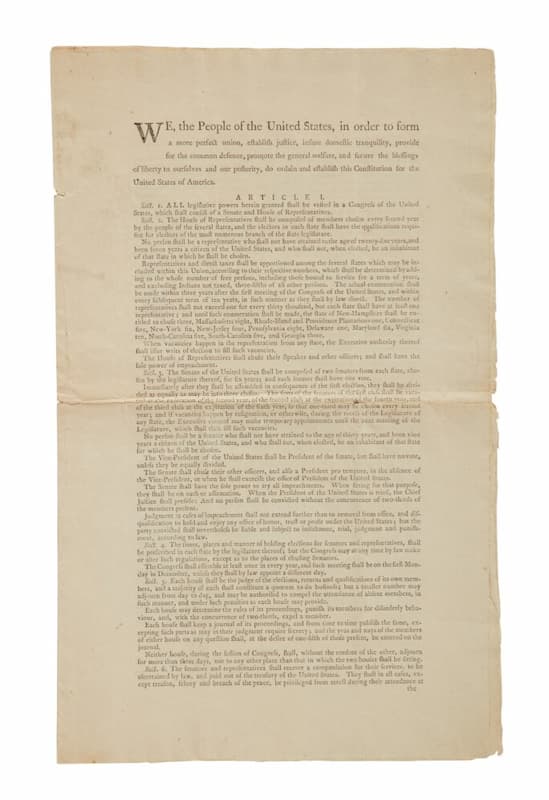 WE, the People of the United States, in order to form
a more perfect union, establish justice, insure domestic tranquility, provide
for the common defence, promote the general welfare, and secure the blessings
of liberty to ourselves and our posterity, do ordain and establish this Constitution for the
United States of America.
ARTICLE I.
Sect. 1. ALL legislative powers herein granted shall be vested in a Congress of the United
States, which shall consist of a Senate and House of Representatives.
Sect. 2. The House of Representatives shall be composed of members chosen every second year
by the people of the several states, and the electors in each state shall have the qualifications requi-
site for electors of the most numerous branch of the state legislature.
No person shall be a representative who shall not have attained to the age of twenty-five years, and
been seven years a citizen of the United States, and who shall not, when elected, be an inhabitant
of that state in which he shall be chosen.
Representatives and direct taxes shall be apportioned among the several states which may be in-
cluded within this Union, according to their respective numbers, which shall be determined by add-
ing to the whole number of free persons, including those bound to service for a term of years,
and excluding Indians not taxed, three-fifths of all other persons. The actual enumeration shall
be made within three years after the first meeting of the Congress of the United States, and within
every subsequent term of ten years, in such manner as they shall by law direct. The number of
representatives shall not exceed one for every thirty thousand, but each state shall have at least one
representative; and until such enumeration shall be made, the state of New-Hampshire shall be en-
titled to chuse three, Massachusetts eight, Rhode-Island and Providence Plantations one, Connecticut
five, New-York six, New-Jersey four, Pennsylvania eight, Delaware one, Maryland six, Virginia
ten, North-Carolina five, South-Carolina five, and Georgia three.
When vacancies happen in the representation from any state, the Executive authority thereof
shall issue writs of election to fill such vacancies.
The House of Representatives shall chuse their Speaker and other officers; and shall have the
sole power of impeachment.
Sect. 3. The Senate of the United States shall be composed of two senators from each state, cho-
sen by the legislature thereof, for six years; and each senator shall have one vote.
Immediately after they shall be assembled in consequence of the first election, they shall be divi-
ded as equally as may be into three classes. The seats of the senators of the first class shall be vaca-
ted at the expiration of the second year, of the second class at the expiration of the fourth year, and
of the third class at the expiration of the sixth year, so that one-third may be chosen every second
year; and if vacancies happen by resignation, or otherwise, during the recess of the Legislature of
any state, the Executive thereof may make temporary appointments until the next meeting of the
Legislature, which shall then fill such vacancies.
No person shall be a senator who shall not have attained to the age of thirty years, and been nine
years a citizen of the United States, and who shall not, when elected, be an inhabitant of that state
for which he shall be chosen.
The Vice-President of the United States shall be President of the senate, but shall have no vote,
unless they be equally divided.
The Senate shall chuse their other officers, and also a President pro tempore, in the absence of
the Vice-President, or when he shall exercise the office of President of the United States.
The Senate shall have the sole power to try all impeachments. When sitting for that purpose,
they shall be on oath or affirmation. When the President of the United States is tried, the Chief
Justice shall preside: And no person shall be convicted without the concurrence of two-thirds of
the members present.
Judgment in cases of impeachment shall not extend further than to removal from office, and dis-
qualification to hold and enjoy any office of honor, trust or profit under the United States; but the
party convicted shall nevertheless be liable and subject to indictment, trial, judgment and punish-
ment, according to law.
Sect. 4. The times, places and manner of holding elections for senators and representatives, shall
be prescribed in each state by the legislature thereof; but the Congress may at any time by law make
or alter such regulations, except as to the places of chusing Senators.
The Congress shall assemble at least once in every year, and such meeting shall be on the first Mon-
day in December, unless they shall by law appoint a different day.
Sect. 5. Each house shall be the judge of the elections, returns and qualifications of its own mem-
bers, and a majority of each shall constitute a quorum to do business; but a smaller number may
adjourn from day to day, and may be authorised to compel the attendance of absent members, in
such manner, and under such penalties as each house may provide.
Each house may determine the rules of its proceedings, punish its members for disorderly beha-
viour, and, with the concurrence of two-thirds, expel a member.
Each house shall keep a journal of its proceedings, and from time to time publish the same, ex-
cepting such parts as may in their judgment require secrecy; and the yeas and nays of the members
of either house on any question shall, at the desire of one-fifth of those present, be entered on the
journal.
Neither house, during the session of Congress, shall, without the consent of the other, adjourn
for more than three days, nor to any other place than that in which the two houses shall be sitting.
Sect. 6. The senators and representatives shall receive a compensation for their services, to be
ascertained by law, and paid out of the treasury of the United States. They shall in all cases, ex-
cept treason, felony and breach of the peace, be privileged from arrest during their attendance at
the